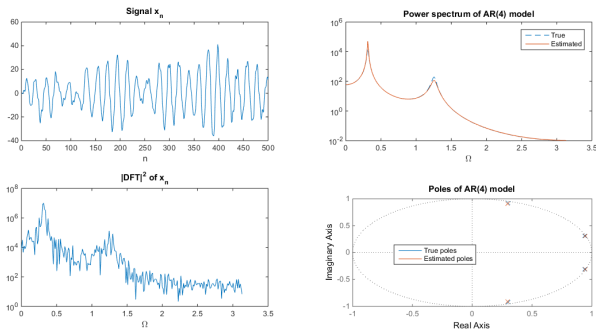 Signal xn
60
40
20
0
-20
-40
0 50 100 150 200 250 300 350 400 450 500
n
Power spectrum of AR(4) model
10^6
10^4
10^2
10^0
10^-2
True
Estimated
0 0.5 1 1.5 2 2.5 3 3.5
Ω
|DFT|^2 of xn
10^8
10^6
10^4
10^2
10^0
0 0.5 1 1.5 2 2.5 3 3.5
Ω
Poles of AR(4) model
Imaginary Axis
1
0.5
0
-0.5
-1
True poles
Estimated poles
-1 -0.5 0 0.5 1
Real Axis